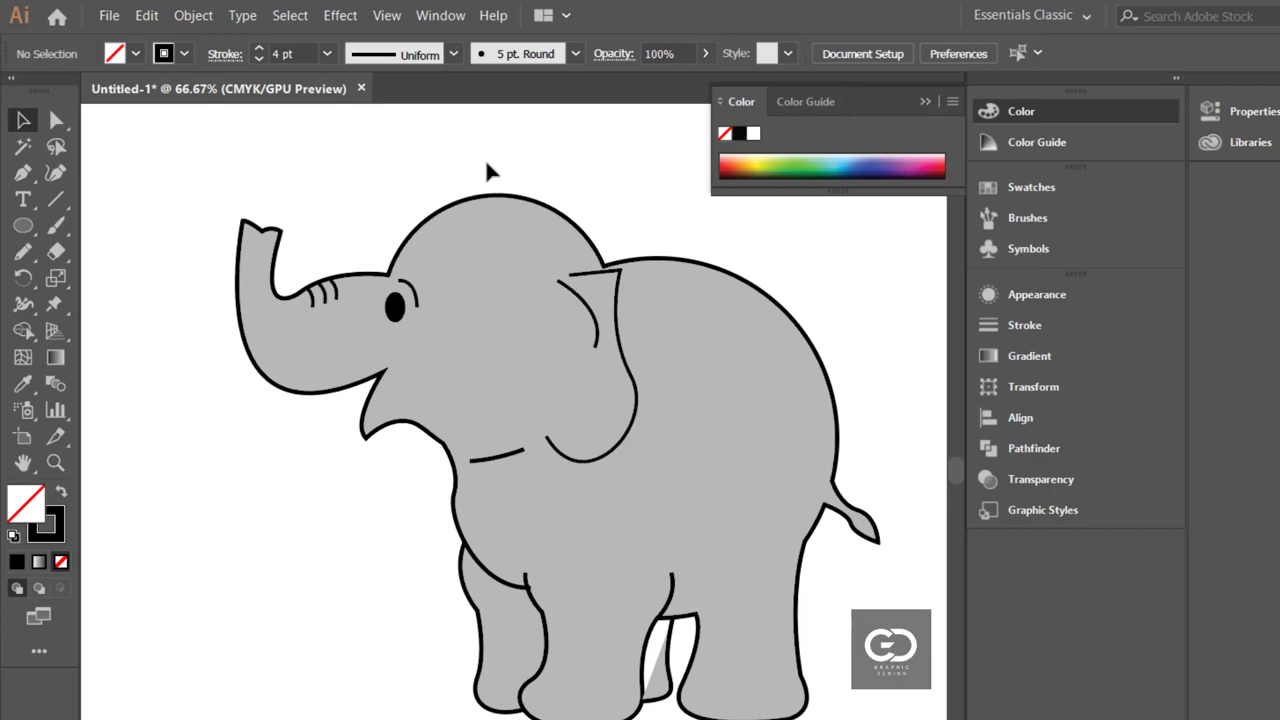 Ai File Edit Object Type Select Effect View Window Help Essentials Classic Search Adobe Stock
No Selection Stroke: 4 pt Uniform 5 pt. Round Opacity: 100% Style: Document Setup Preferences
Untitled-1* @ 66.67% (CMYK/GPU Preview)
Color Color Guide
Color
Color Guide
Swatches
Brushes
Symbols
Appearance
Stroke
Gradient
Transform
Align
Pathfinder
Transparency
Graphic Styles
Properties
Libraries
GRAPHIC